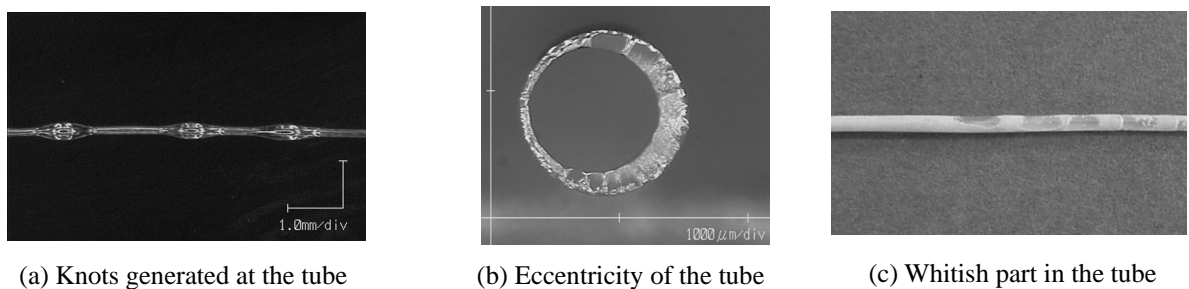 1.0mm/div
1000μm/div
(a) Knots generated at the tube
(b) Eccentricity of the tube
(c) Whitish part in the tube